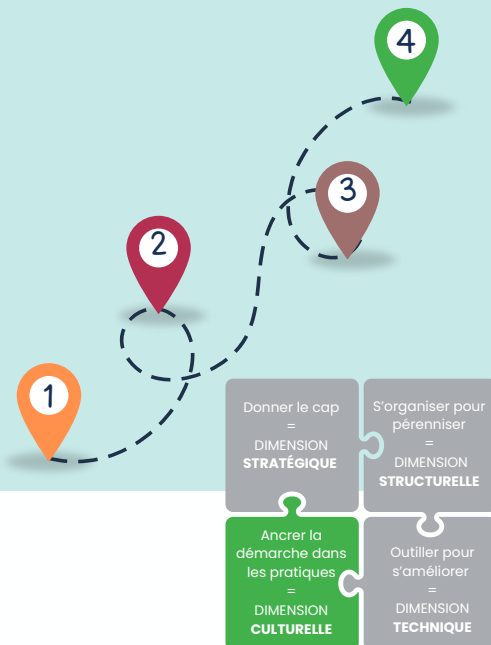 4
3
2
1
Donner le cap
=
DIMENSION
STRATÉGIQUE
S'organiser pour
pérenniser
=
DIMENSION
STRUCTURELLE
Ancrer la
démarche dans
les pratiques
=
DIMENSION
CULTURELLE
Outiller pour
s'améliorer
=
DIMENSION
TECHNIQUE